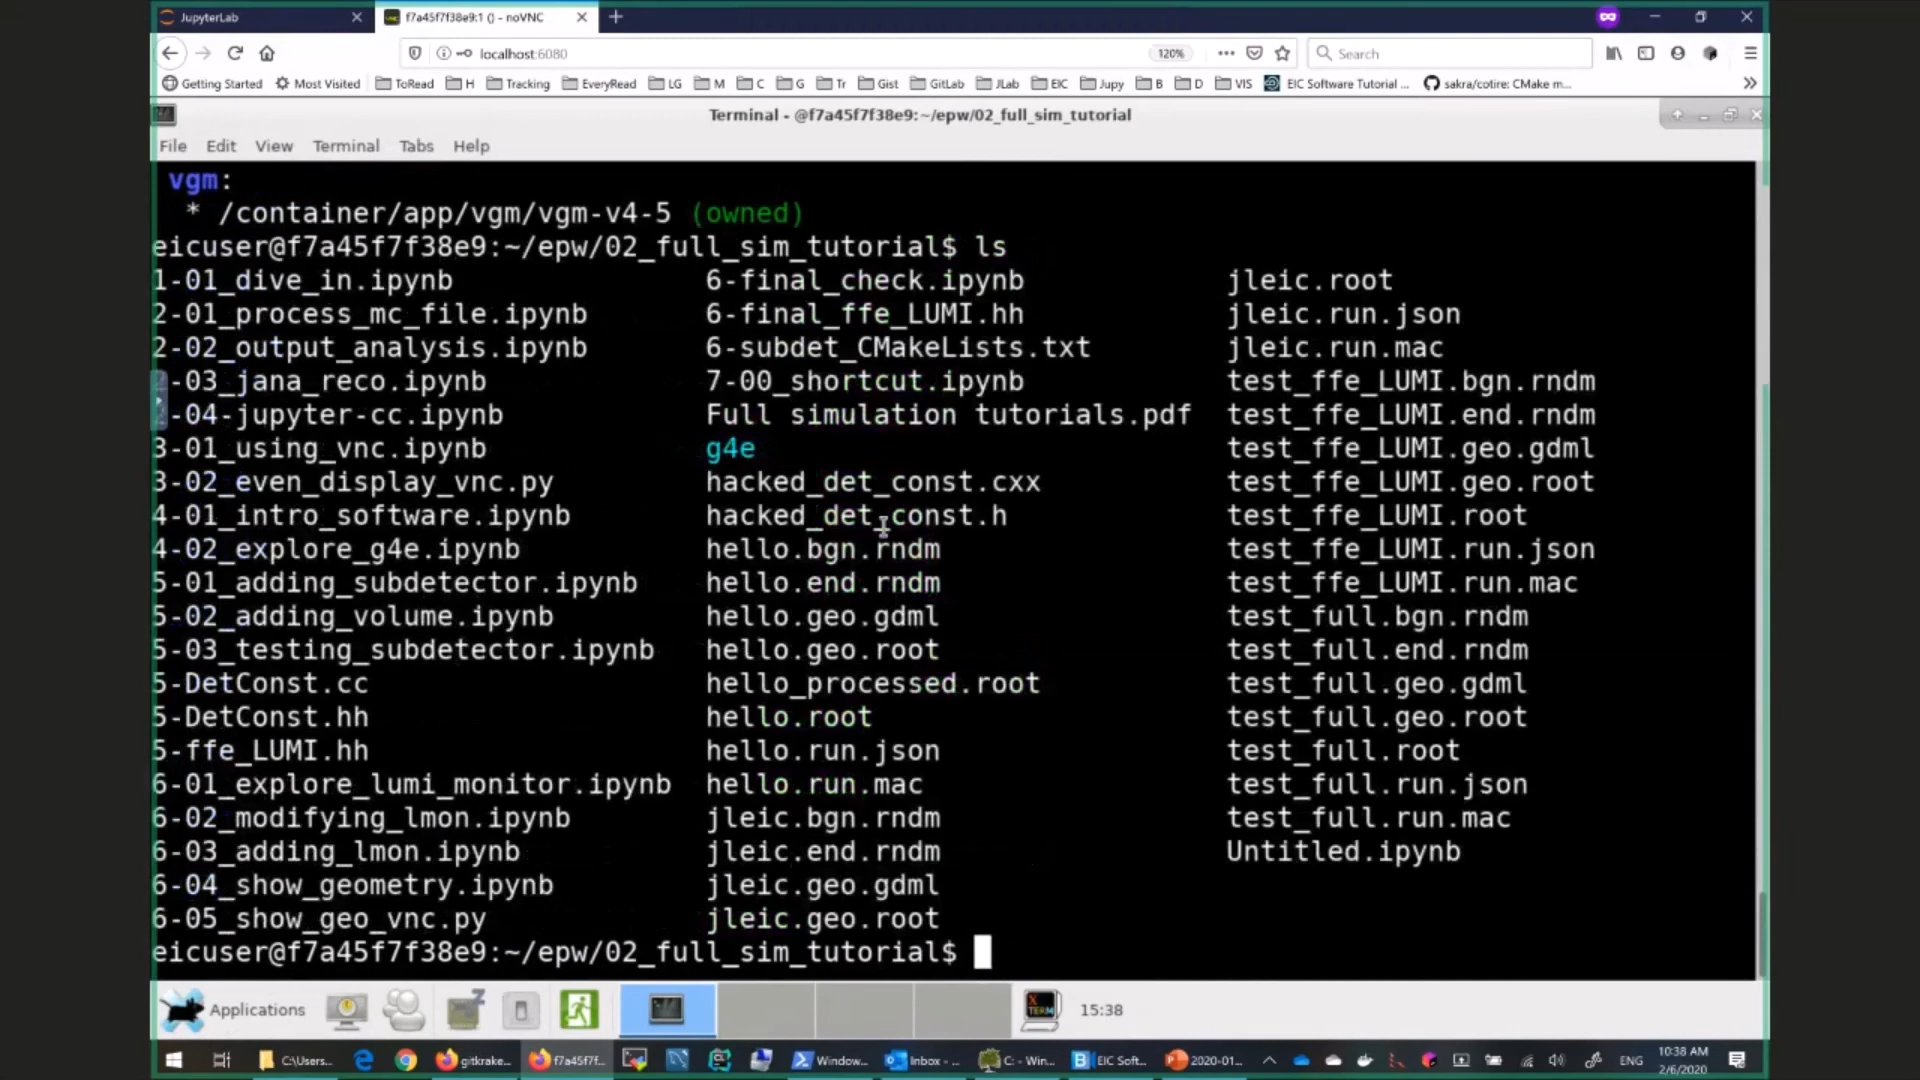 JupyterLab
f7a45f7f38e9:1 () - noVNC
localhost:6080
120%
Search
Getting Started Most Visited ToRead H Tracking EveryRead LG M C G Tr Gist GitLab JLab EIC Jupy B D VIS EIC Software Tutorial ... sakra/cotire: CMake m...
Terminal - @f7a45f7f38e9:~/epw/02_full_sim_tutorial
File Edit View Terminal Tabs Help
vgm:
* /container/app/vgm/vgm-v4-5 (owned)
eicuser@f7a45f7f38e9:~/epw/02_full_sim_tutorial$ ls
1-01_dive_in.ipynb 6-final_check.ipynb jleic.root
2-01_process_mc_file.ipynb 6-final_ffe_LUMI.hh jleic.run.json
2-02_output_analysis.ipynb 6-subdet_CMakeLists.txt jleic.run.mac
-03_jana_reco.ipynb 7-00_shortcut.ipynb test_ffe_LUMI.bgn.rndm
-04-jupyter-cc.ipynb Full simulation tutorials.pdf test_ffe_LUMI.end.rndm
3-01_using_vnc.ipynb g4e test_ffe_LUMI.geo.gdml
3-02_even_display_vnc.py hacked_det_const.cxx test_ffe_LUMI.geo.root
4-01_intro_software.ipynb hacked_det_const.h test_ffe_LUMI.root
4-02_explore_g4e.ipynb hello.bgn.rndm test_ffe_LUMI.run.json
5-01_adding_subdetector.ipynb hello.end.rndm test_ffe_LUMI.run.mac
5-02_adding_volume.ipynb hello.geo.gdml test_full.bgn.rndm
5-03_testing_subdetector.ipynb hello.geo.root test_full.end.rndm
5-DetConst.cc hello_processed.root test_full.geo.gdml
5-DetConst.hh hello.root test_full.geo.root
5-ffe_LUMI.hh hello.run.json test_full.root
6-01_explore_lumi_monitor.ipynb hello.run.mac test_full.run.json
6-02_modifying_lmon.ipynb jleic.bgn.rndm test_full.run.mac
6-03_adding_lmon.ipynb jleic.end.rndm Untitled.ipynb
6-04_show_geometry.ipynb jleic.geo.gdml
6-05_show_geo_vnc.py jleic.geo.root
eicuser@f7a45f7f38e9:~/epw/02_full_sim_tutorial$
Applications 15:38
C:\Users... gitkrake... f7a45f7f... Window... Inbox - ... C: - Win... EIC Soft... 2020-01... ENG 10:38 AM
2/6/2020